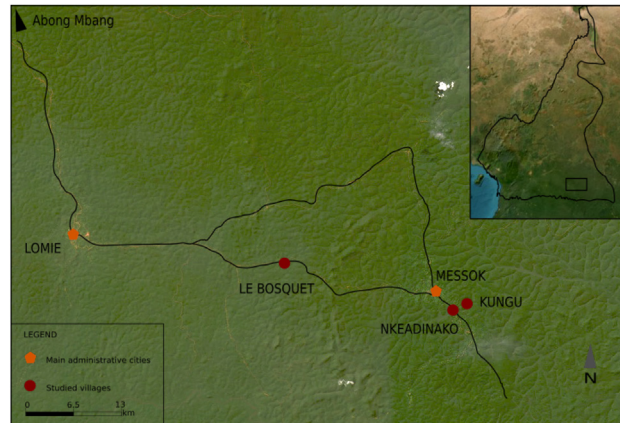 Abong Mbang
LOMIE
LE BOSQUET
MESSOK
KUNGU
NKEADINAKO
LEGEND
Main administrative cities
Studied villages
0 6.5 13
km
N